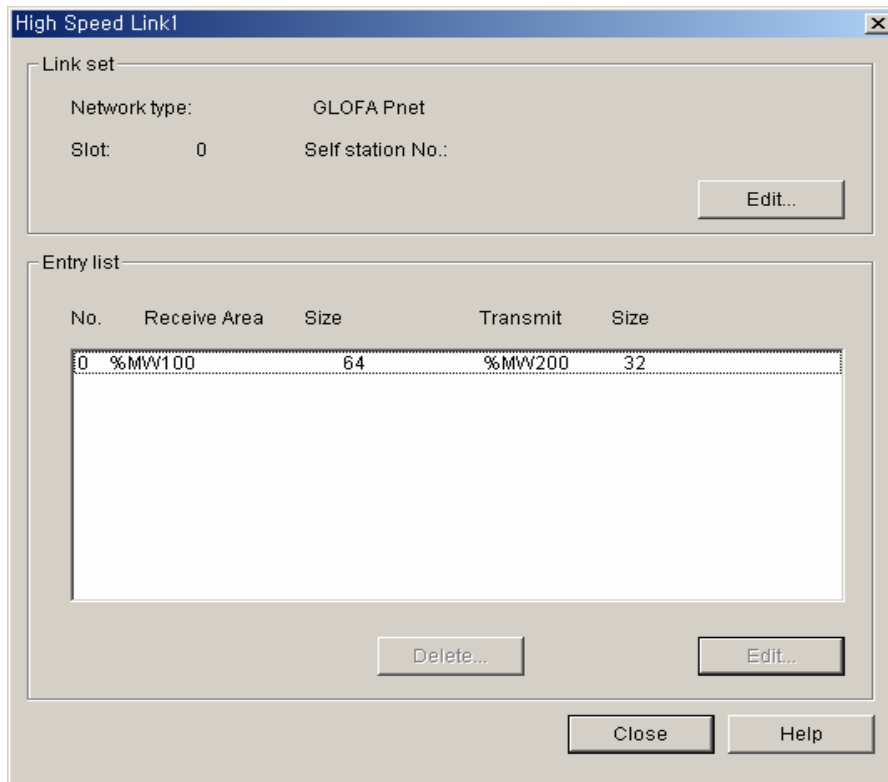 High Speed Link1
Link set
Network type: GLOFA Pnet
Slot: 0 Self station No.:
Edit...
Entry list
No. Receive Area Size Transmit Size
0 %MW100 64 %MW200 32
Delete... Edit...
Close Help